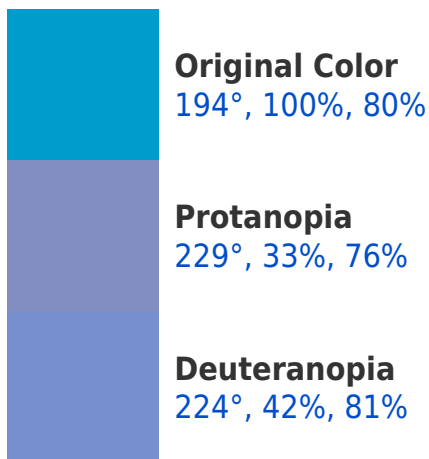 Original Color
194°, 100%, 80%
Protanopia
229°, 33%, 76%
Deuteranopia
224°, 42%, 81%